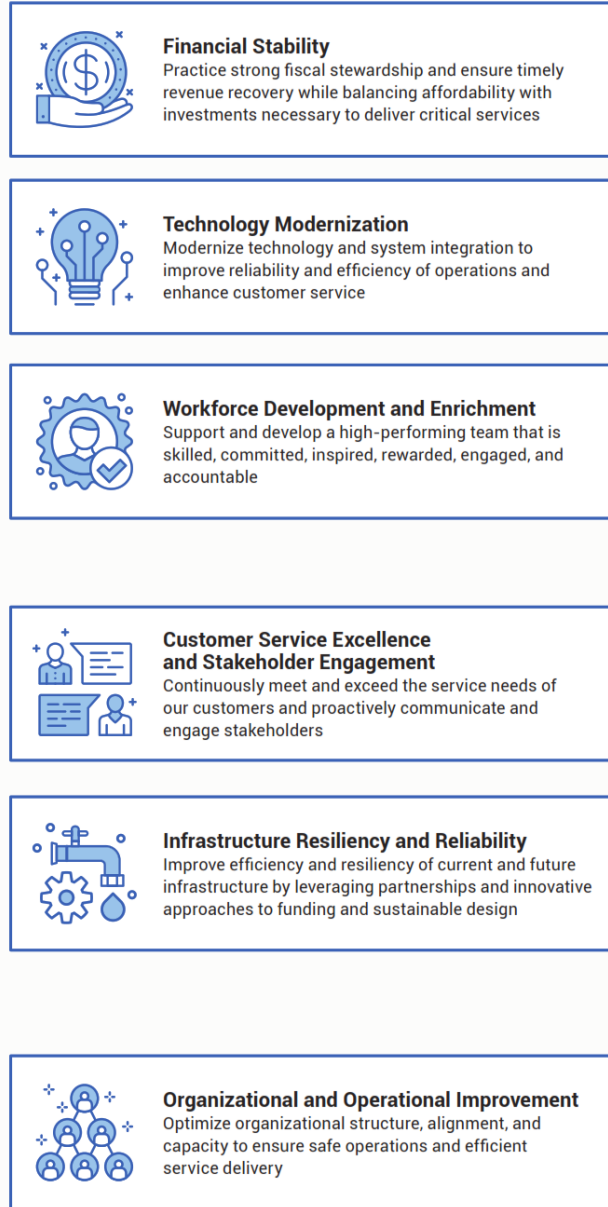 Financial Stability
Practice strong fiscal stewardship and ensure timely
revenue recovery while balancing affordability with
investments necessary to deliver critical services
Technology Modernization
Modernize technology and system integration to
improve reliability and efficiency of operations and
enhance customer service
Workforce Development and Enrichment
Support and develop a high-performing team that is
skilled, committed, inspired, rewarded, engaged, and
accountable
Customer Service Excellence
and Stakeholder Engagement
Continuously meet and exceed the service needs of
our customers and proactively communicate and
engage stakeholders
Infrastructure Resiliency and Reliability
Improve efficiency and resiliency of current and future
infrastructure by leveraging partnerships and innovative
approaches to funding and sustainable design
Organizational and Operational Improvement
Optimize organizational structure, alignment, and
capacity to ensure safe operations and efficient
service delivery